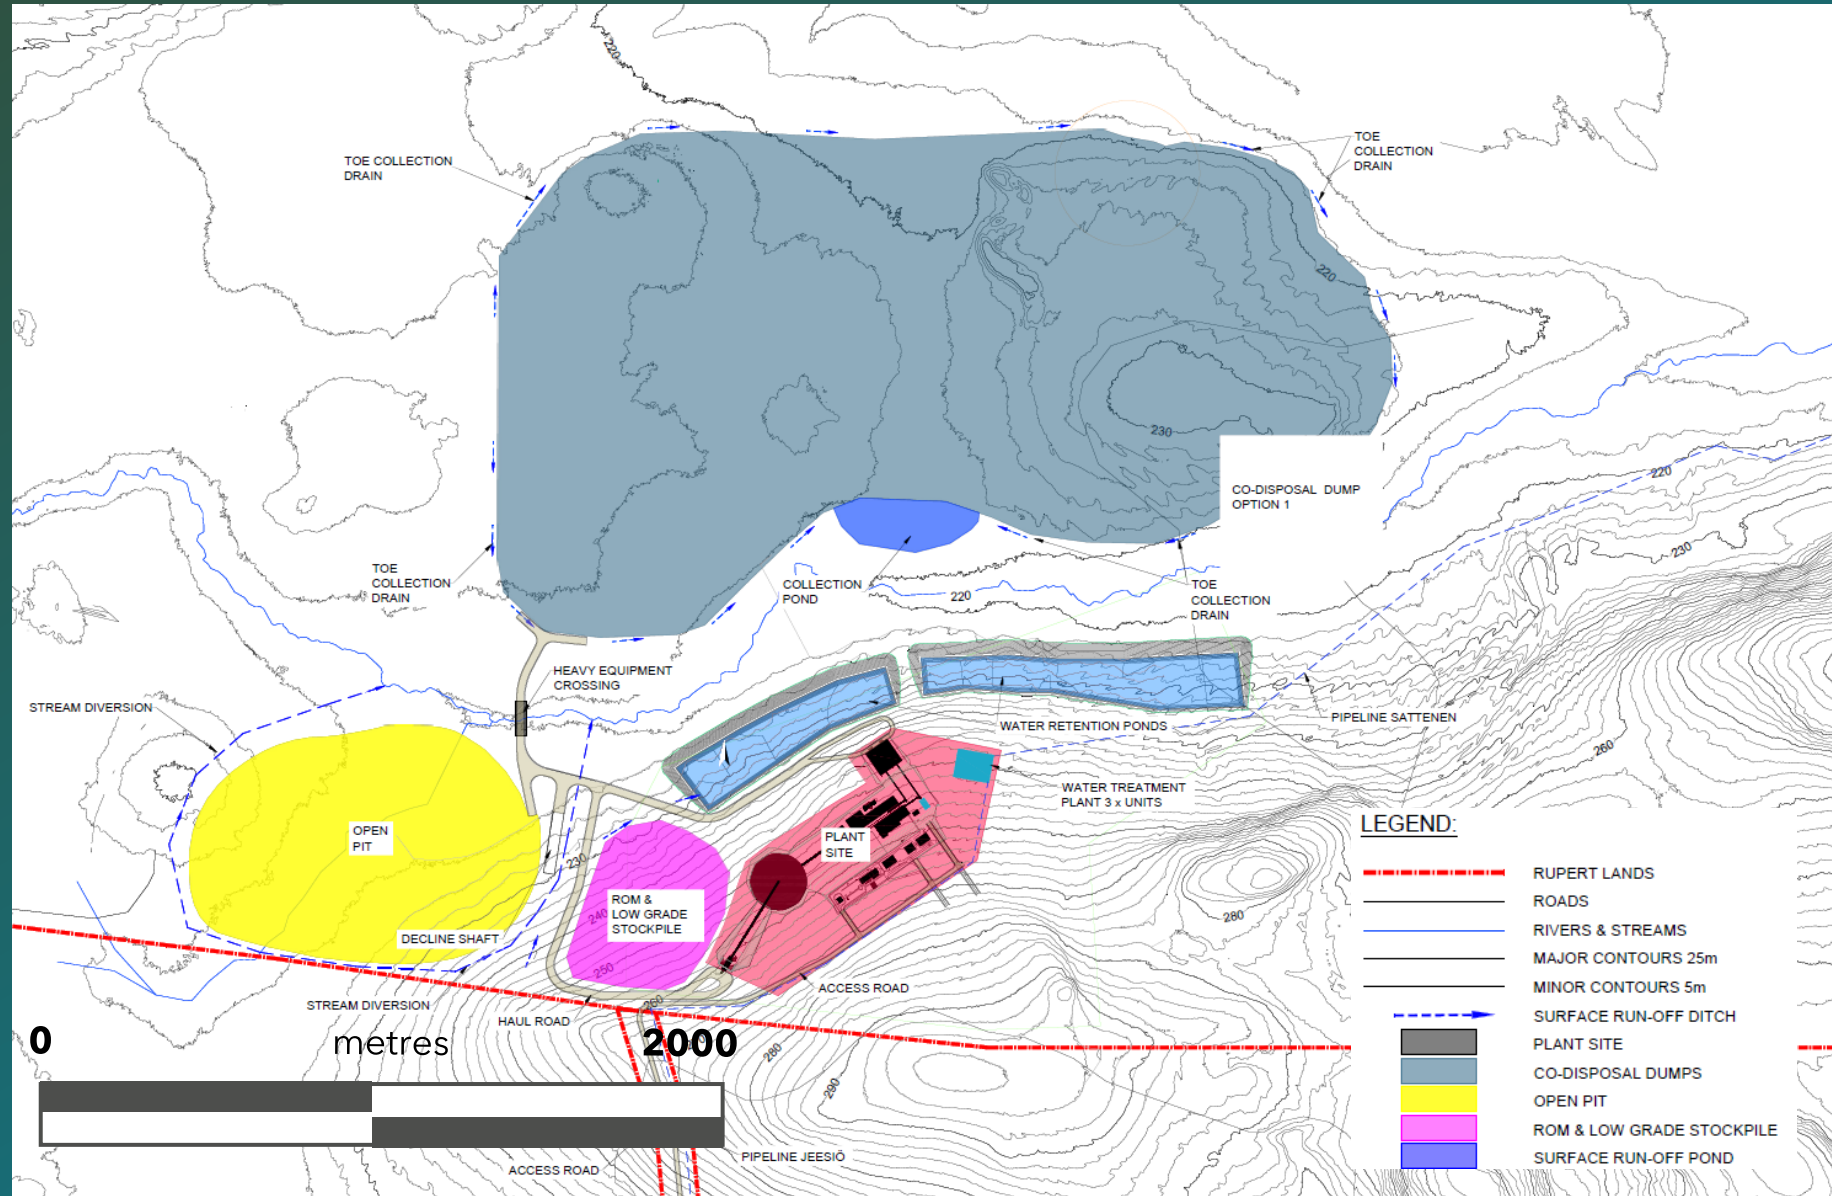 220
TOE COLLECTION
DRAIN
TOE
COLLECTION
DRAIN
220
230
CO-DISPOSAL DUMP
OPTION 1
220
230
TOE
COLLECTION
DRAIN
COLLECTION
POND
220
TOE
COLLECTION
DRAIN
HEAVY EQUIPMENT
CROSSING
STREAM DIVERSION
WATER RETENTION PONDS
PIPELINE SATTENEN
260
WATER TREATMENT
PLANT 3 x UNITS
OPEN
PIT
PLANT
SITE
230
ROM &
LOW GRADE
STOCKPILE
240
250
280
DECLINE SHAFT
ACCESS ROAD
STREAM DIVERSION
HAUL ROAD
260
280
290
0
metres
2000
ACCESS ROAD
PIPELINE JEESIÖ
LEGEND:
RUPERT LANDS
ROADS
RIVERS & STREAMS
MAJOR CONTOURS 25m
MINOR CONTOURS 5m
SURFACE RUN-OFF DITCH
PLANT SITE
CO-DISPOSAL DUMPS
OPEN PIT
ROM & LOW GRADE STOCKPILE
SURFACE RUN-OFF POND